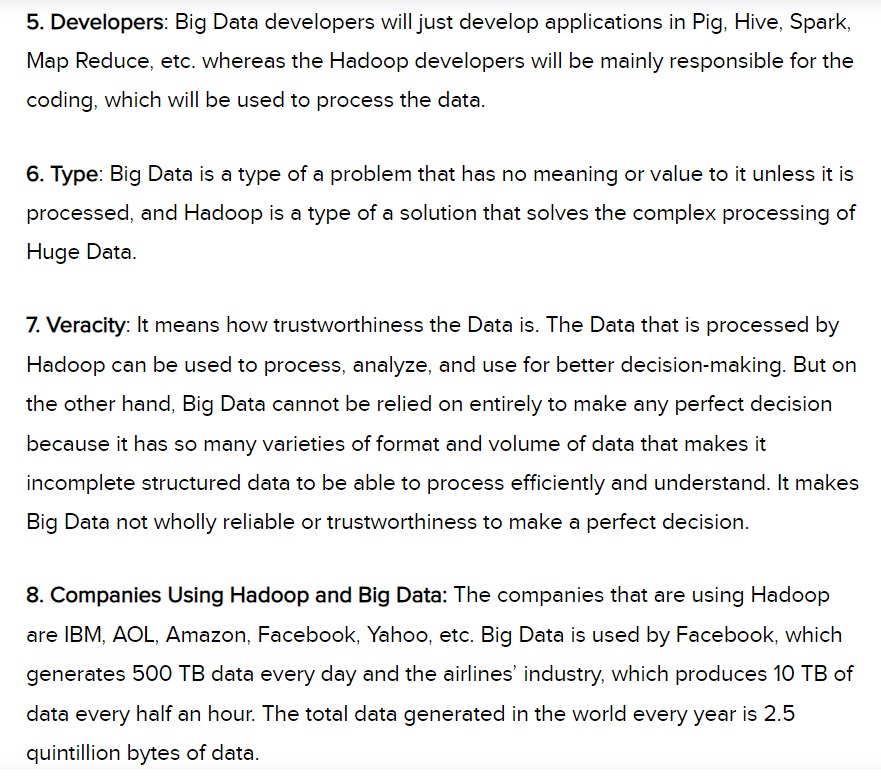 5. Developers: Big Data developers will just develop applications in Pig, Hive, Spark,
Map Reduce, etc. whereas the Hadoop developers will be mainly responsible for the
coding, which will be used to process the data.
6. Type: Big Data is a type of a problem that has no meaning or value to it unless it is
processed, and Hadoop is a type of a solution that solves the complex processing of
Huge Data.
7. Veracity: It means how trustworthiness the Data is. The Data that is processed by
Hadoop can be used to process, analyze, and use for better decision-making. But on
the other hand, Big Data cannot be relied on entirely to make any perfect decision
because it has so many varieties of format and volume of data that makes it
incomplete structured data to be able to process efficiently and understand. It makes
Big Data not wholly reliable or trustworthiness to make a perfect decision.
8. Companies Using Hadoop and Big Data: The companies that are using Hadoop
are IBM, AOL, Amazon, Facebook, Yahoo, etc. Big Data is used by Facebook, which
generates 500 TB data every day and the airlines’ industry, which produces 10 TB of
data every half an hour. The total data generated in the world every year is 2.5
quintillion bytes of data.